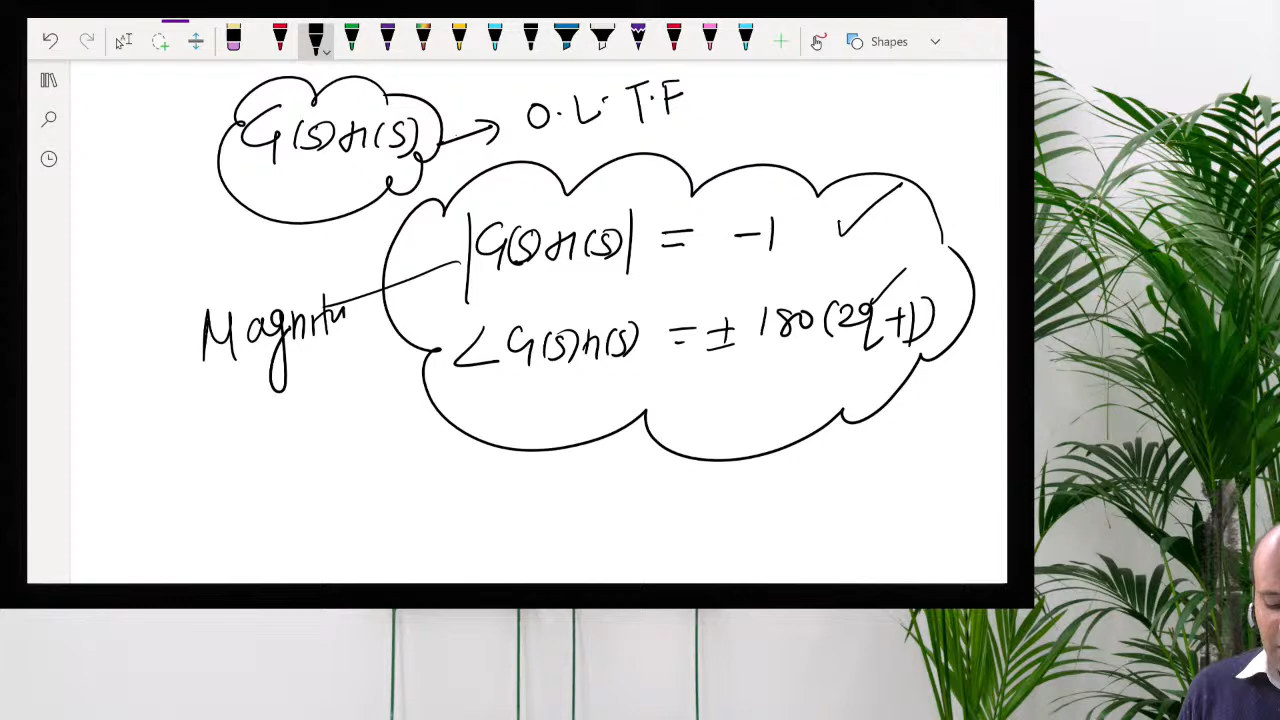 Shapes
G(s)H(s) → O.L.T.F
|G(s)H(s)| = -1 ✓
Magnitu
∠G(s)H(s) = ± 180(2q+1)